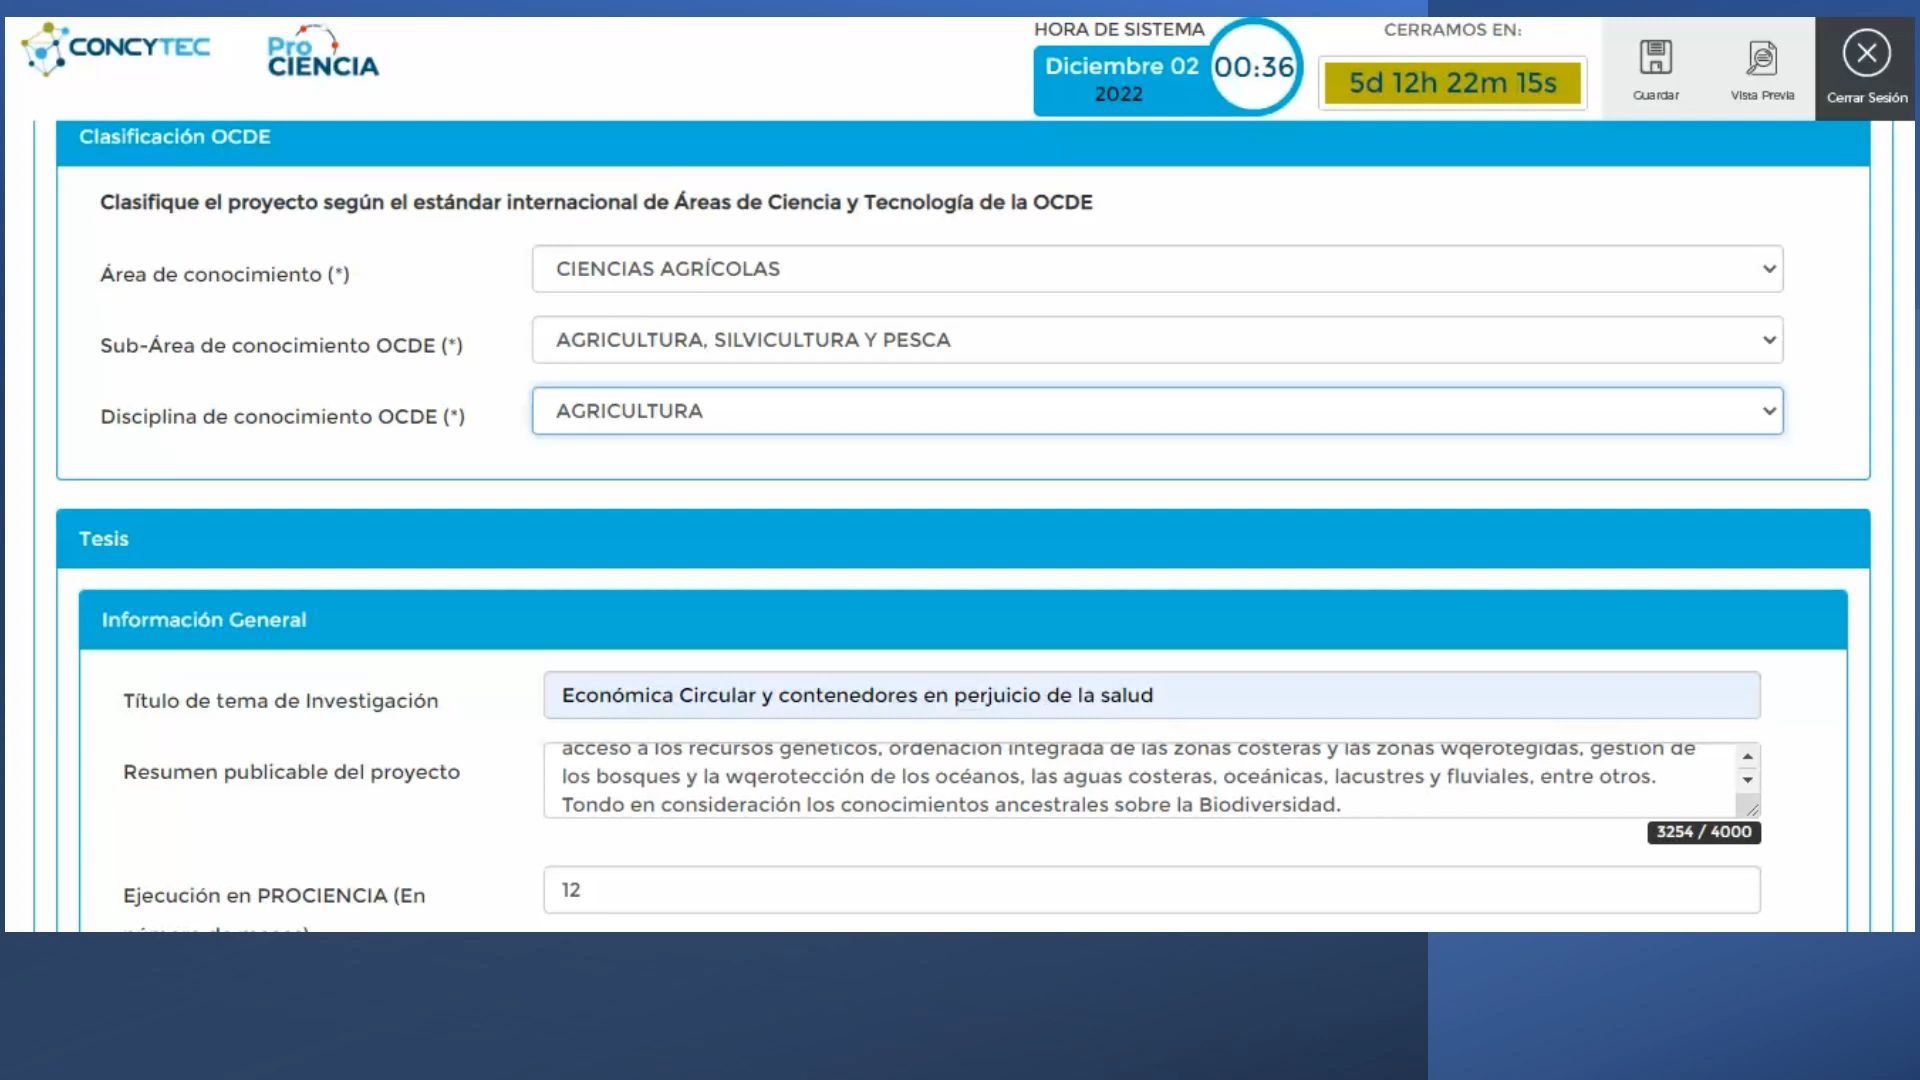 CONCYTEC
Pro
CIENCIA
HORA DE SISTEMA
Diciembre 02
2022
00:36
CERRAMOS EN:
5d 12h 22m 15s
Guardar
Vista Previa
Cerrar Sesión
Clasificación OCDE
Clasifique el proyecto según el estándar internacional de Áreas de Ciencia y Tecnología de la OCDE
Área de conocimiento (*)
CIENCIAS AGRÍCOLAS
Sub-Área de conocimiento OCDE (*)
AGRICULTURA, SILVICULTURA Y PESCA
Disciplina de conocimiento OCDE (*)
AGRICULTURA
Tesis
Información General
Título de tema de Investigación
Económica Circular y contenedores en perjuicio de la salud
Resumen publicable del proyecto
acceso a los recursos genéticos, ordenación integrada de las zonas costeras y las zonas wqerotegidas, gestión de
los bosques y la wqerotección de los océanos, las aguas costeras, oceánicas, lacustres y fluviales, entre otros.
Tondo en consideración los conocimientos ancestrales sobre la Biodiversidad.
3254 / 4000
Ejecución en PROCIENCIA (En
número de meses)
12